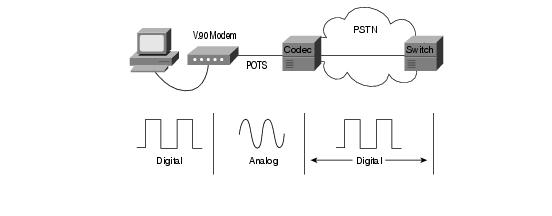 V.90 Modem
PSTN
Codec
Switch
POTS
Digital
Analog
Digital